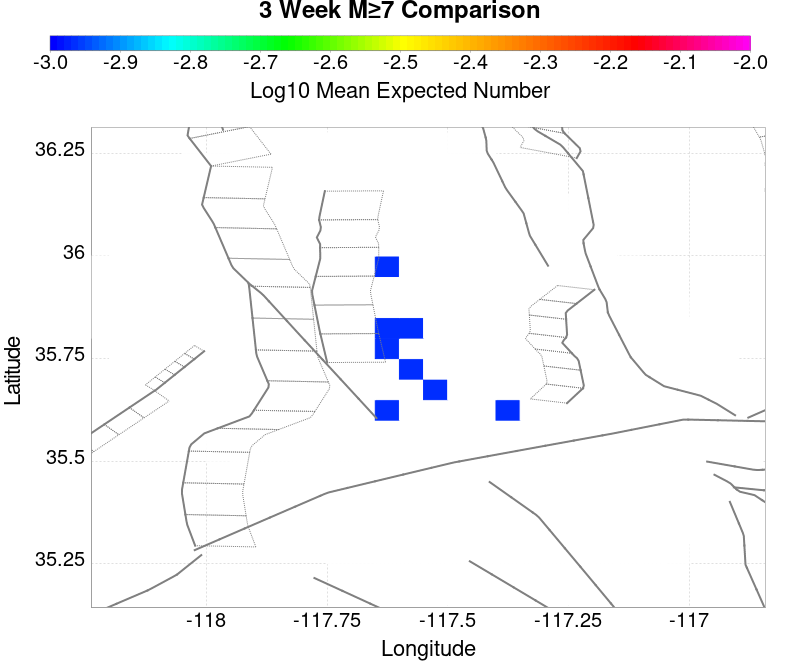 3 Week M≥7 Comparison
-3.0 -2.9 -2.8 -2.7 -2.6 -2.5 -2.4 -2.3 -2.2 -2.1 -2.0
Log10 Mean Expected Number
36.25
36
35.75
35.5
35.25
Latitude
-118 -117.75 -117.5 -117.25 -117
Longitude